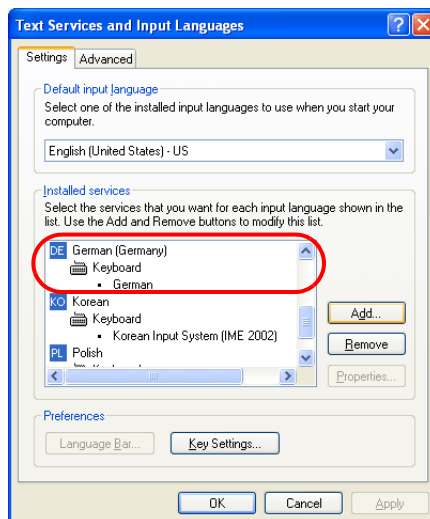 Text Services and Input Languages
Settings
Advanced
Default input language
Select one of the installed input languages to use when you start your
computer.
English (United States) - US
Installed services
Select the services that you want for each input language shown in the
list. Use the Add and Remove buttons to modify this list.
DE German (Germany)
Keyboard
• German
KO Korean
Keyboard
• Korean Input System (IME 2002)
PL Polish
Add...
Remove
Properties...
Preferences
Language Bar...
Key Settings...
OK
Cancel
Apply